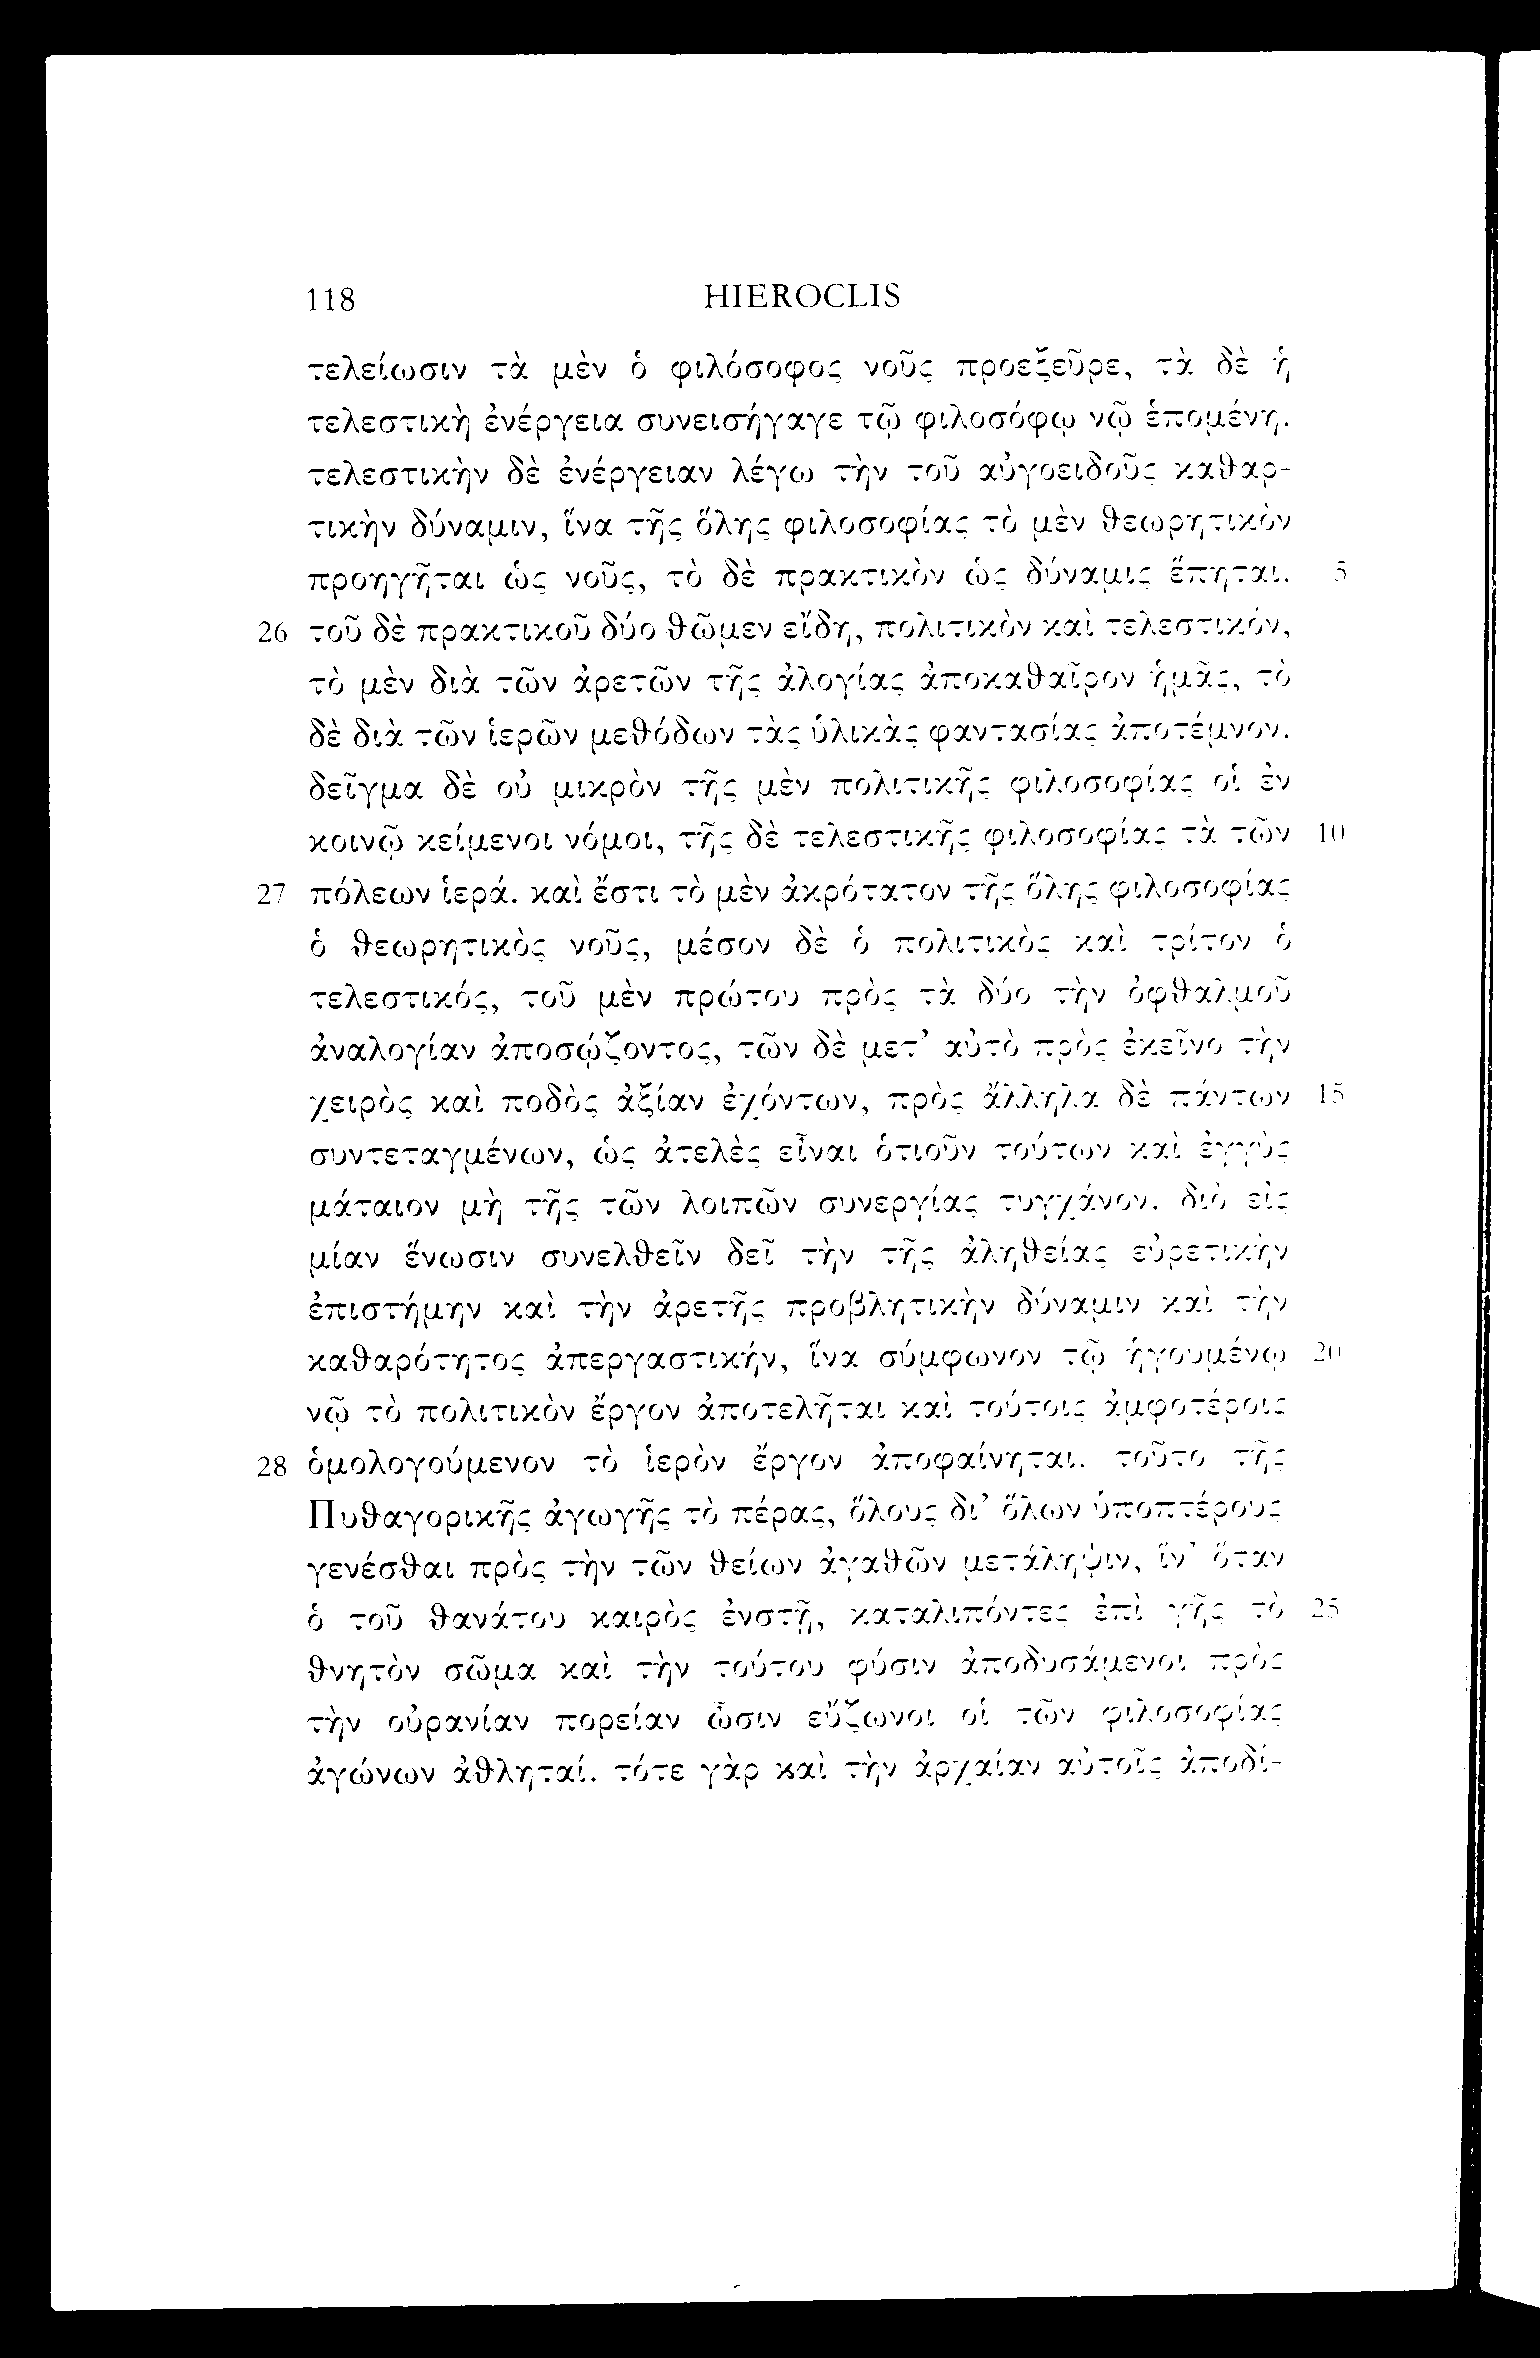 118 HIEROCLIS
τελείωσιν τὰ μὲν ὁ φιλόσοφος νοῦς προεξεῦρε, τὰ δὲ ἡ
τελεστικὴ ἐνέργεια συνεισήγαγε τῷ φιλοσόφῳ νῷ ἑπομένη.
τελεστικὴν δὲ ἐνέργειαν λέγω τὴν τοῦ αὐγοειδοῦς καθαρ-
τικὴν δύναμιν, ἵνα τῆς ὅλης φιλοσοφίας τὸ μὲν θεωρητικὸν
προηγῆται ὡς νοῦς, τὸ δὲ πρακτικὸν ὡς δύναμις ἕπηται. 5
26 τοῦ δὲ πρακτικοῦ δύο θῶμεν εἴδη, πολιτικὸν καὶ τελεστικόν,
τὸ μὲν διὰ τῶν ἀρετῶν τῆς ἀλογίας ἀποκαθαῖρον ἡμᾶς, τὸ
δὲ διὰ τῶν ἱερῶν μεθόδων τὰς ὑλικὰς φαντασίας ἀποτέμνον.
δεῖγμα δὲ οὐ μικρὸν τῆς μὲν πολιτικῆς φιλοσοφίας οἱ ἐν
κοινῷ κείμενοι νόμοι, τῆς δὲ τελεστικῆς φιλοσοφίας τὰ τῶν 10
27 πόλεων ἱερά. καὶ ἔστι τὸ μὲν ἀκρότατον τῆς ὅλης φιλοσοφίας
ὁ θεωρητικὸς νοῦς, μέσον δὲ ὁ πολιτικὸς καὶ τρίτον ὁ
τελεστικός, τοῦ μὲν πρώτου πρὸς τὰ δύο τὴν ὀφθαλμοῦ
ἀναλογίαν ἀποσῴζοντος, τῶν δὲ μετ’ αὐτὸ πρὸς ἐκεῖνο τὴν
χειρὸς καὶ ποδὸς ἀξίαν ἐχόντων, πρὸς ἄλληλα δὲ πάντων 15
συντεταγμένων, ὡς ἀτελὲς εἶναι ὁτιοῦν τούτων καὶ ἐγγὺς
μάταιον μὴ τῆς τῶν λοιπῶν συνεργίας τυγχάνον. διὸ εἰς
μίαν ἕνωσιν συνελθεῖν δεῖ τὴν τῆς ἀληθείας εὑρετικὴν
ἐπιστήμην καὶ τὴν ἀρετῆς προβλητικὴν δύναμιν καὶ τὴν
καθαρότητος ἀπεργαστικήν, ἵνα σύμφωνον τῷ ἡγουμένῳ 20
νῷ τὸ πολιτικὸν ἔργον ἀποτελῆται καὶ τούτοις ἀμφοτέροις
28 ὁμολογούμενον τὸ ἱερὸν ἔργον ἀποφαίνηται. τοῦτο τῆς
Πυθαγορικῆς ἀγωγῆς τὸ πέρας, ὅλους δι’ ὅλων ὑποπτέρους
γενέσθαι πρὸς τὴν τῶν θείων ἀγαθῶν μετάληψιν, ἵν’ ὅταν
ὁ τοῦ θανάτου καιρὸς ἐνστῇ, καταλιπόντες ἐπὶ γῆς τὸ 25
θνητὸν σῶμα καὶ τὴν τούτου φύσιν ἀποδυσάμενοι πρὸς
τὴν οὐρανίαν πορείαν ὦσιν εὔζωνοι οἱ τῶν φιλοσοφίας
ἀγώνων ἀθληταί. τότε γὰρ καὶ τὴν ἀρχαίαν αὐτοῖς ἀποδί-